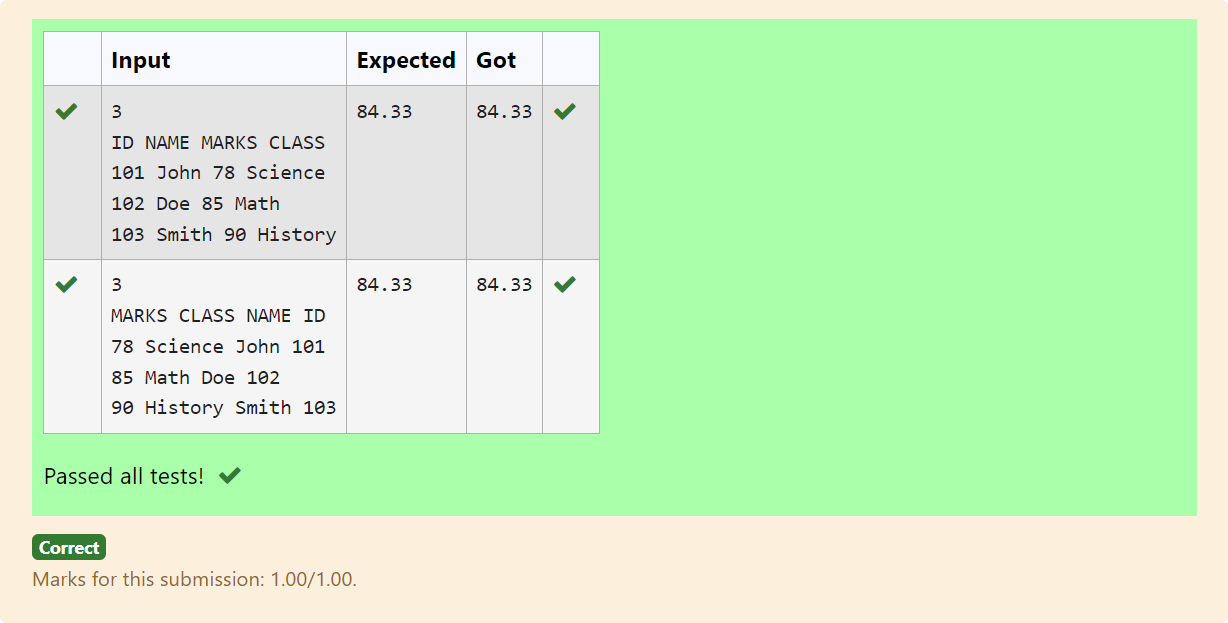 Input Expected Got
3 84.33 84.33
ID NAME MARKS CLASS
101 John 78 Science
102 Doe 85 Math
103 Smith 90 History
3 84.33 84.33
MARKS CLASS NAME ID
78 Science John 101
85 Math Doe 102
90 History Smith 103
Passed all tests!
Correct
Marks for this submission: 1.00/1.00.